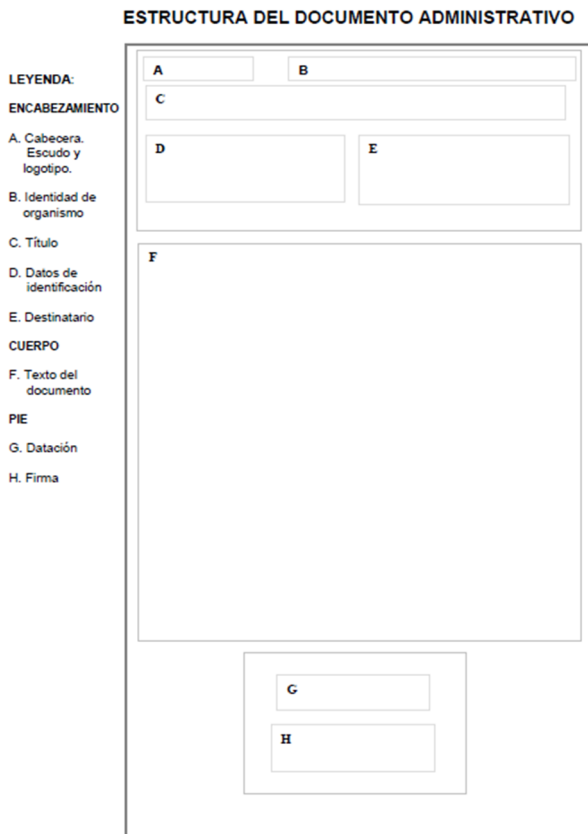 ESTRUCTURA DEL DOCUMENTO ADMINISTRATIVO
LEYENDA:
ENCABEZAMIENTO
A. Cabecera.
Escudo y
logotipo.
B. Identidad de
organismo
C. Título
D. Datos de
identificación
E. Destinatario
CUERPO
F. Texto del
documento
PIE
G. Datación
H. Firma
A
B
C
D
E
F
G
H